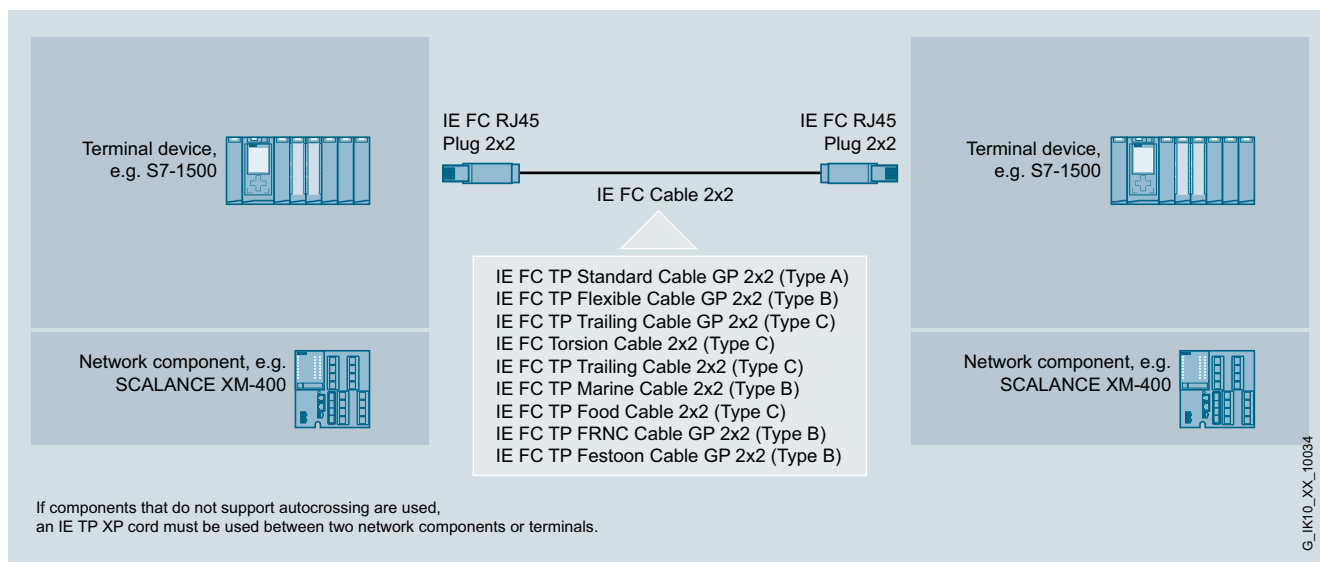 Terminal device,
e.g. S7-1500
Network component, e.g.
SCALANCE XM-400
IE FC RJ45
Plug 2x2
IE FC RJ45
Plug 2x2
IE FC Cable 2x2
IE FC TP Standard Cable GP 2x2 (Type A)
IE FC TP Flexible Cable GP 2x2 (Type B)
IE FC TP Trailing Cable GP 2x2 (Type C)
IE FC Torsion Cable 2x2 (Type C)
IE FC TP Trailing Cable 2x2 (Type C)
IE FC TP Marine Cable 2x2 (Type B)
IE FC TP Food Cable 2x2 (Type C)
IE FC TP FRNC Cable GP 2x2 (Type B)
IE FC TP Festoon Cable GP 2x2 (Type B)
Terminal device,
e.g. S7-1500
Network component, e.g.
SCALANCE XM-400
If components that do not support autocrossing are used,
an IE TP XP cord must be used between two network components or terminals.
G_IK10_XX_10034